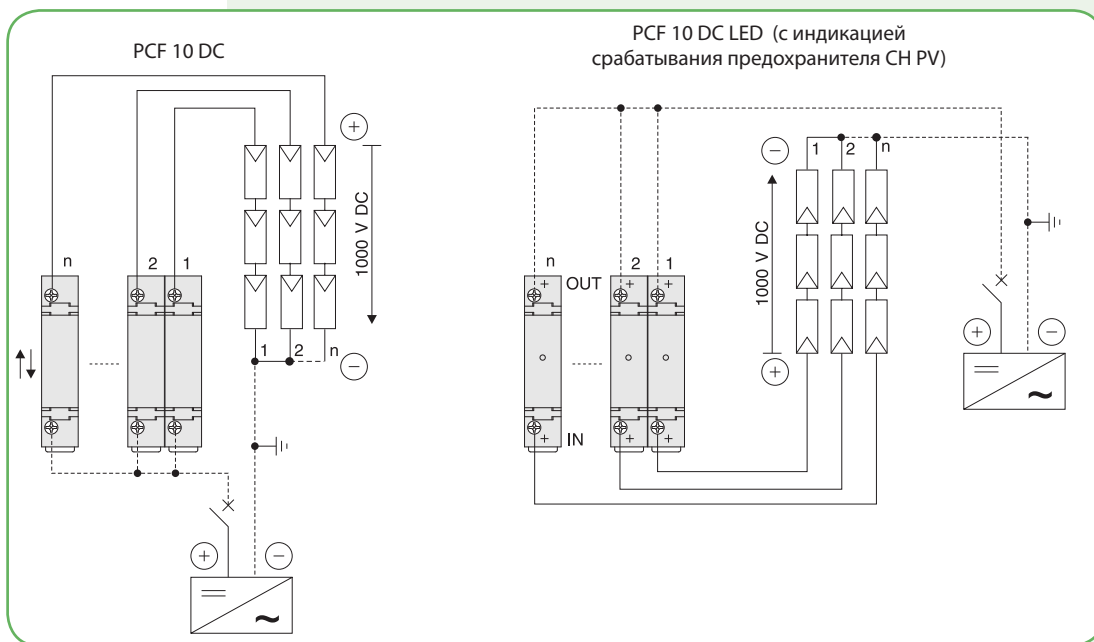 PCF 10 DC
PCF 10 DC LED (с индикацией
срабатывания предохранителя CH PV)
+
1000 V DC
n 2 1
1 2 n
−
+ −
~
n 2 1
+ + +
OUT
IN
+ + +
−
1 2 n
1000 V DC
+
+ −
~